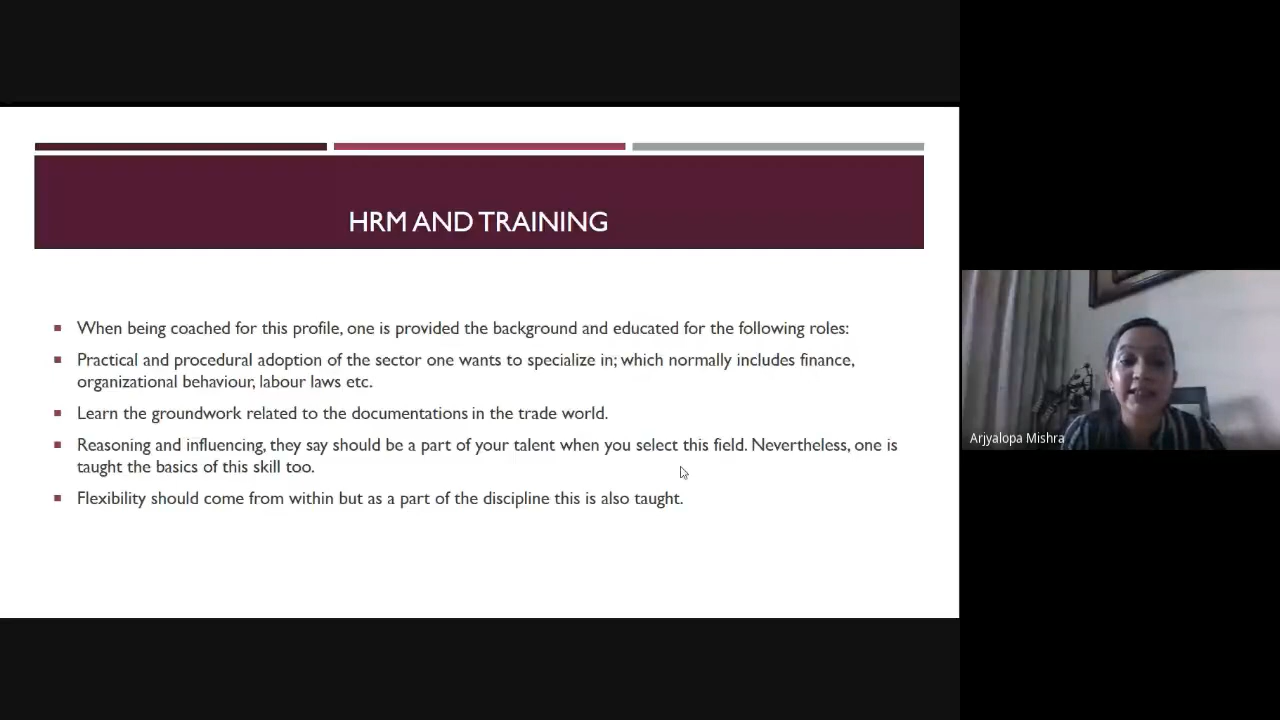 HRM AND TRAINING
When being coached for this profile, one is provided the background and educated for the following roles:
Practical and procedural adoption of the sector one wants to specialize in; which normally includes finance,
organizational behaviour, labour laws etc.
Learn the groundwork related to the documentations in the trade world.
Reasoning and influencing, they say should be a part of your talent when you select this field. Nevertheless, one is
taught the basics of this skill too.
Flexibility should come from within but as a part of the discipline this is also taught.
Arjyalopa Mishra